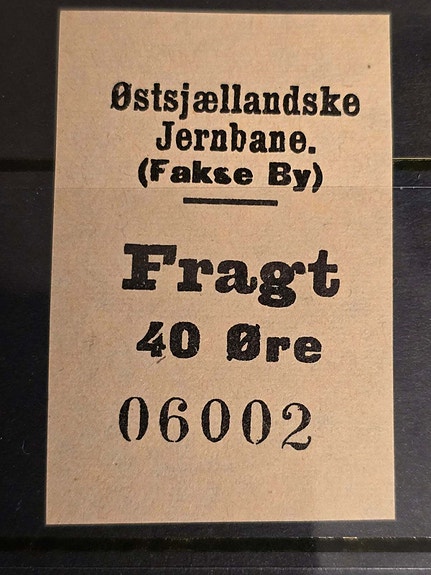 Østsjællandske
Jernbane.
(Fakse By)
Fragt
40 Øre
06002